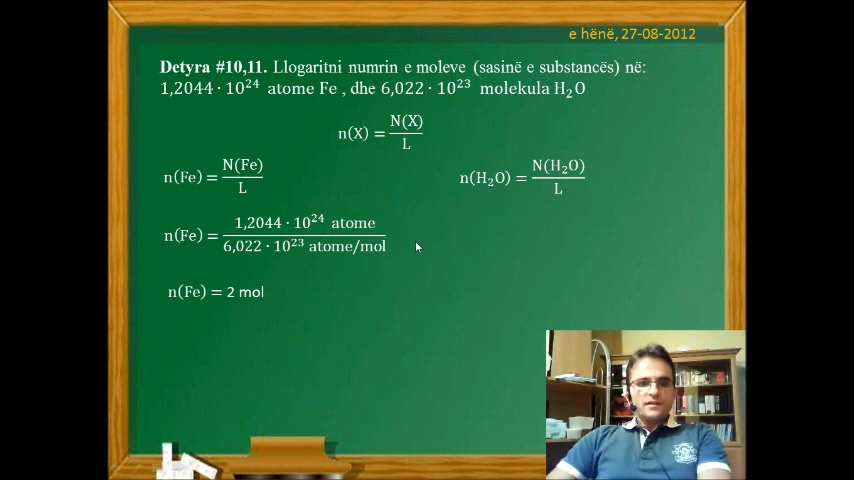 e hënë, 27-08-2012
Detyra #10,11. Llogaritni numrin e moleve (sasinë e substancës) në:
1,2044 · 10²⁴ atome Fe , dhe 6,022 · 10²³ molekula H₂O
n(X) = N(X) / L
n(Fe) = N(Fe) / L
n(H₂O) = N(H₂O) / L
n(Fe) = 1,2044 · 10²⁴ atome / 6,022 · 10²³ atome/mol
n(Fe) = 2 mol